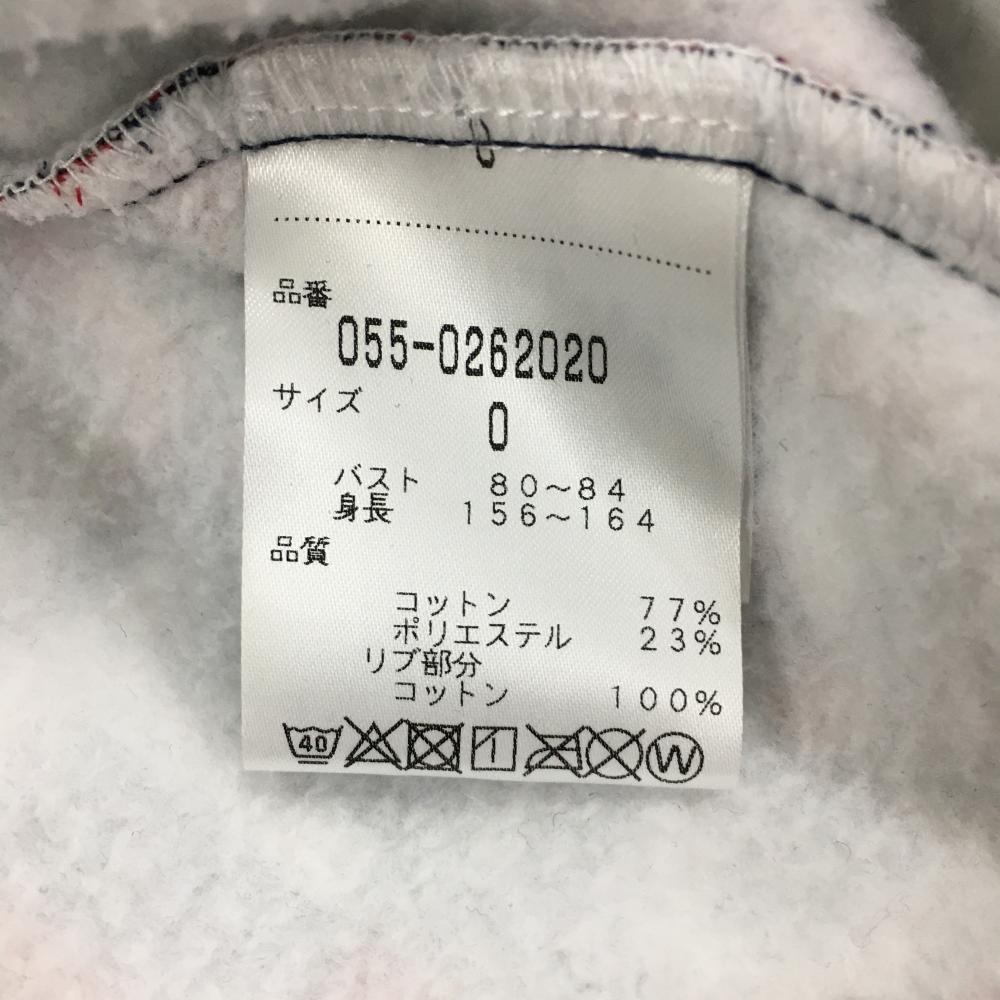 品番
055-0262020
サイズ
0
バスト 80～84
身長 156～164
品質
コットン 77%
ポリエステル 23%
リブ部分
コットン 100%
40 W